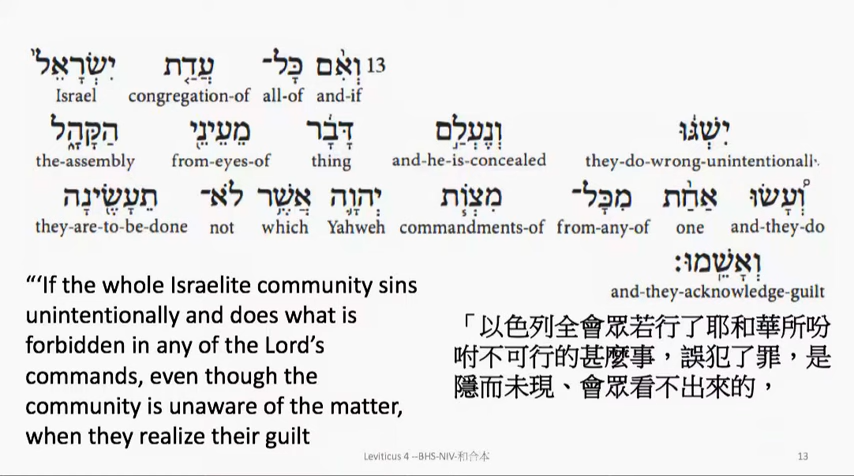 13 וְאִ֨ם כָּל־ עֲדַ֤ת יִשְׂרָאֵל֙
and-if all-of congregation-of Israel
יִשְׁגּ֔וּ וְנֶעְלַ֣ם דָּבָ֔ר מֵעֵינֵ֖י הַקָּהָ֑ל
they-do-wrong-unintentionall and-he-is-concealed thing from-eyes-of the-assembly
וְ֠עָשׂוּ אַחַ֨ת מִכָּל־ מִצְוֺ֧ת יְהוָ֛ה אֲשֶׁ֥ר לֹא־ תֵעָשֶׂ֖ינָה
and-they-do one from-any-of commandments-of Yahweh which not they-are-to-be-done
וְאָשֵֽׁמוּ׃
and-they-acknowledge-guilt
“‘If the whole Israelite community sins
unintentionally and does what is
forbidden in any of the Lord’s
commands, even though the
community is unaware of the matter,
when they realize their guilt
「以色列全會眾若行了耶和華所吩
咐不可行的甚麼事，誤犯了罪，是
隱而未現、會眾看不出來的，
Leviticus 4 --BHS-NIV-和合本
13